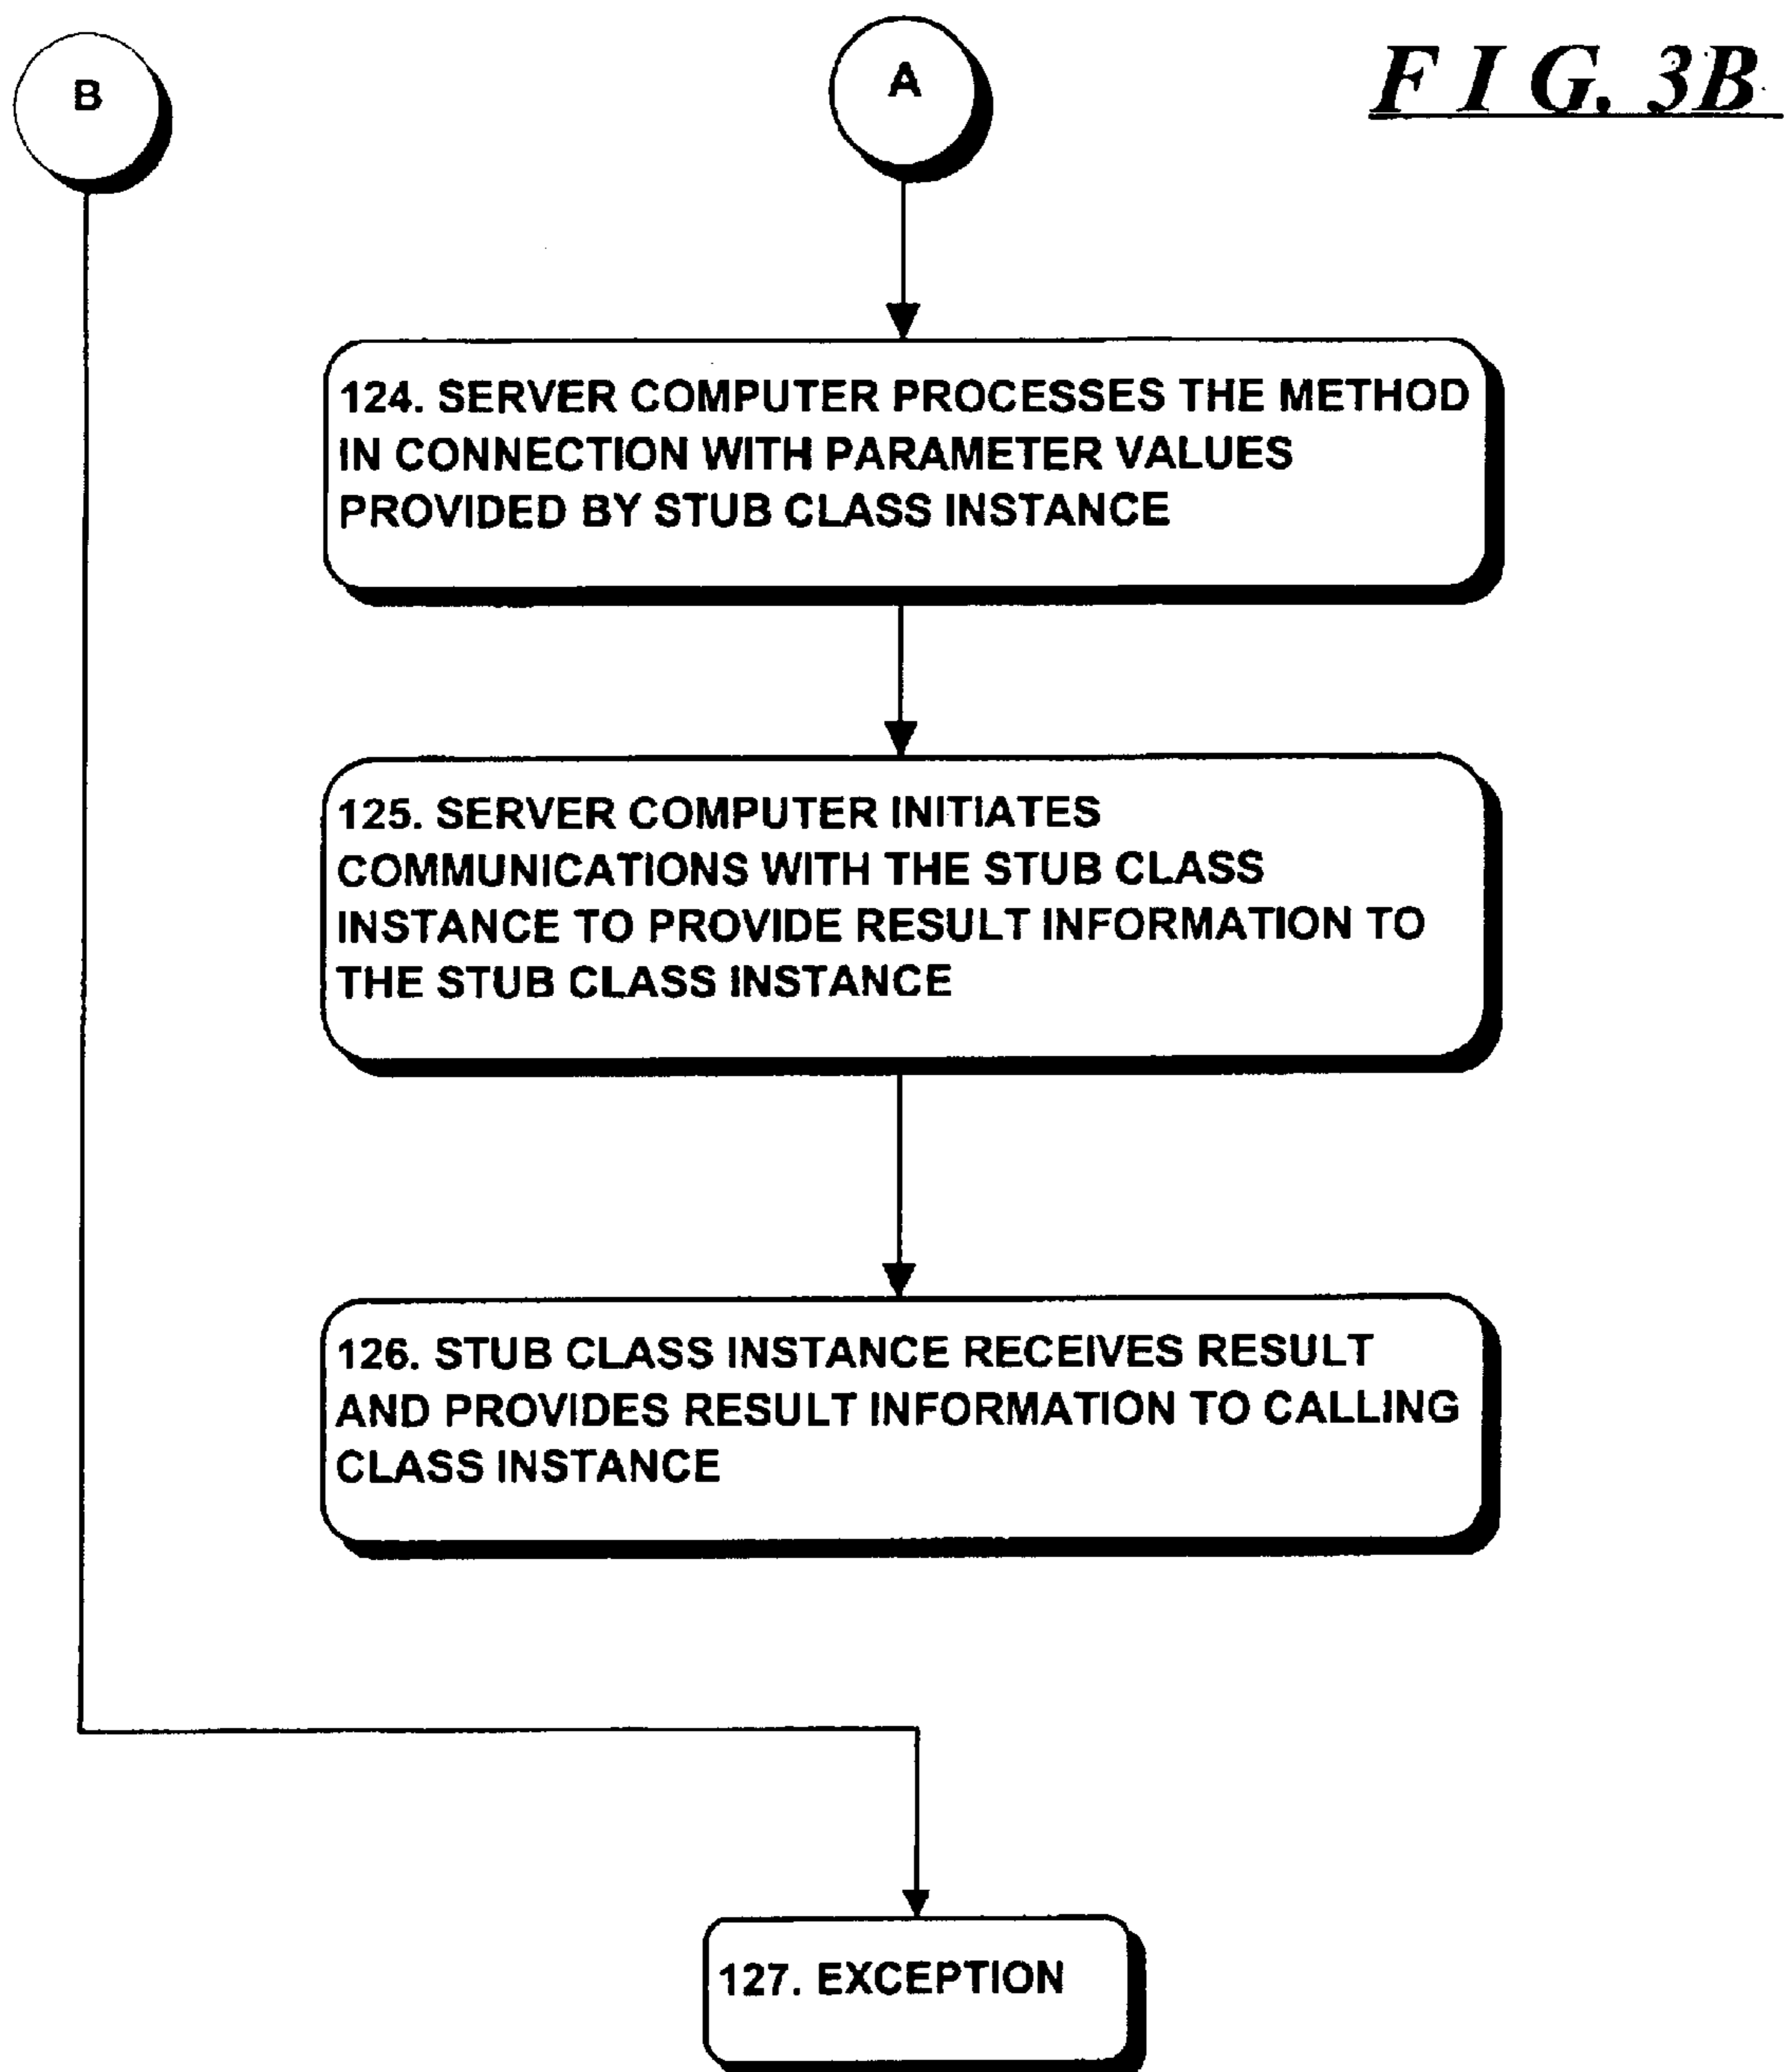 B
A
F I G. 3B
124. SERVER COMPUTER PROCESSES THE METHOD
IN CONNECTION WITH PARAMETER VALUES
PROVIDED BY STUB CLASS INSTANCE
125. SERVER COMPUTER INITIATES
COMMUNICATIONS WITH THE STUB CLASS
INSTANCE TO PROVIDE RESULT INFORMATION TO
THE STUB CLASS INSTANCE
126. STUB CLASS INSTANCE RECEIVES RESULT
AND PROVIDES RESULT INFORMATION TO CALLING
CLASS INSTANCE
127. EXCEPTION